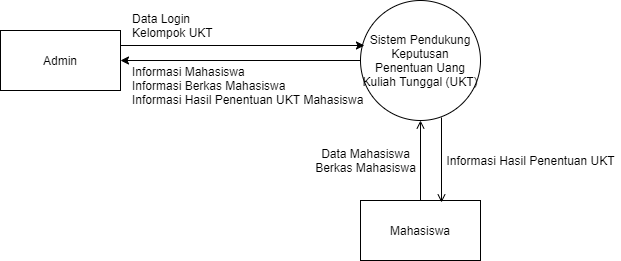 Data Login
Kelompok UKT
Admin
Sistem Pendukung
Keputusan
Penentuan Uang
Kuliah Tunggal (UKT)
Informasi Mahasiswa
Informasi Berkas Mahasiswa
Informasi Hasil Penentuan UKT Mahasiswa
Data Mahasiswa
Berkas Mahasiswa
Informasi Hasil Penentuan UKT
Mahasiswa